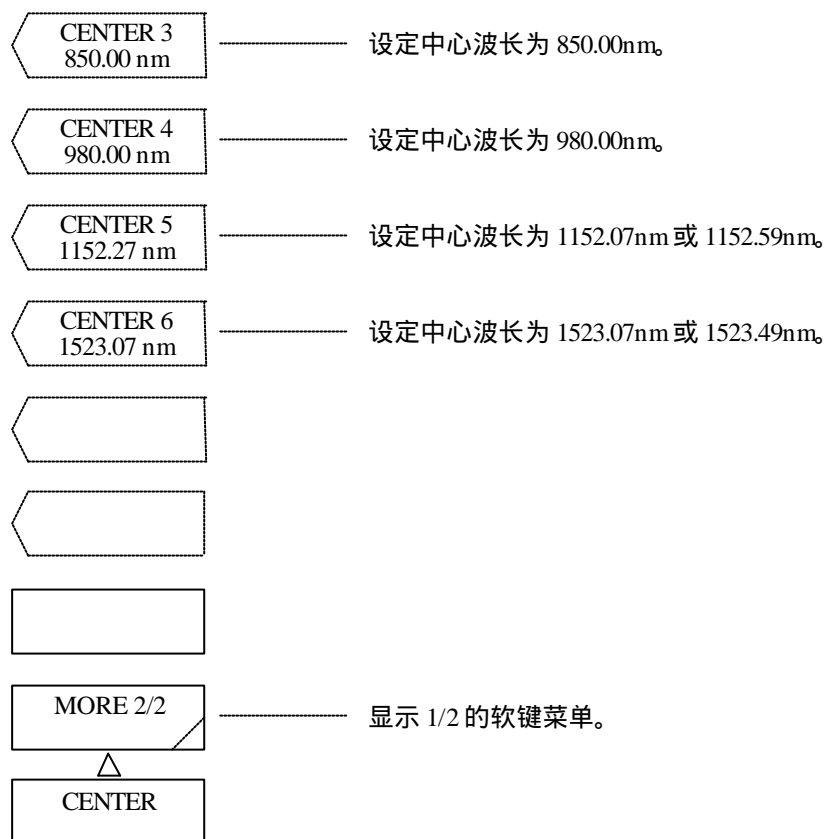 CENTER 3
850.00 nm
设定中心波长为 850.00nm。
CENTER 4
980.00 nm
设定中心波长为 980.00nm。
CENTER 5
1152.27 nm
设定中心波长为 1152.07nm 或 1152.59nm。
CENTER 6
1523.07 nm
设定中心波长为 1523.07nm 或 1523.49nm。
MORE 2/2
显示 1/2 的软键菜单。
CENTER